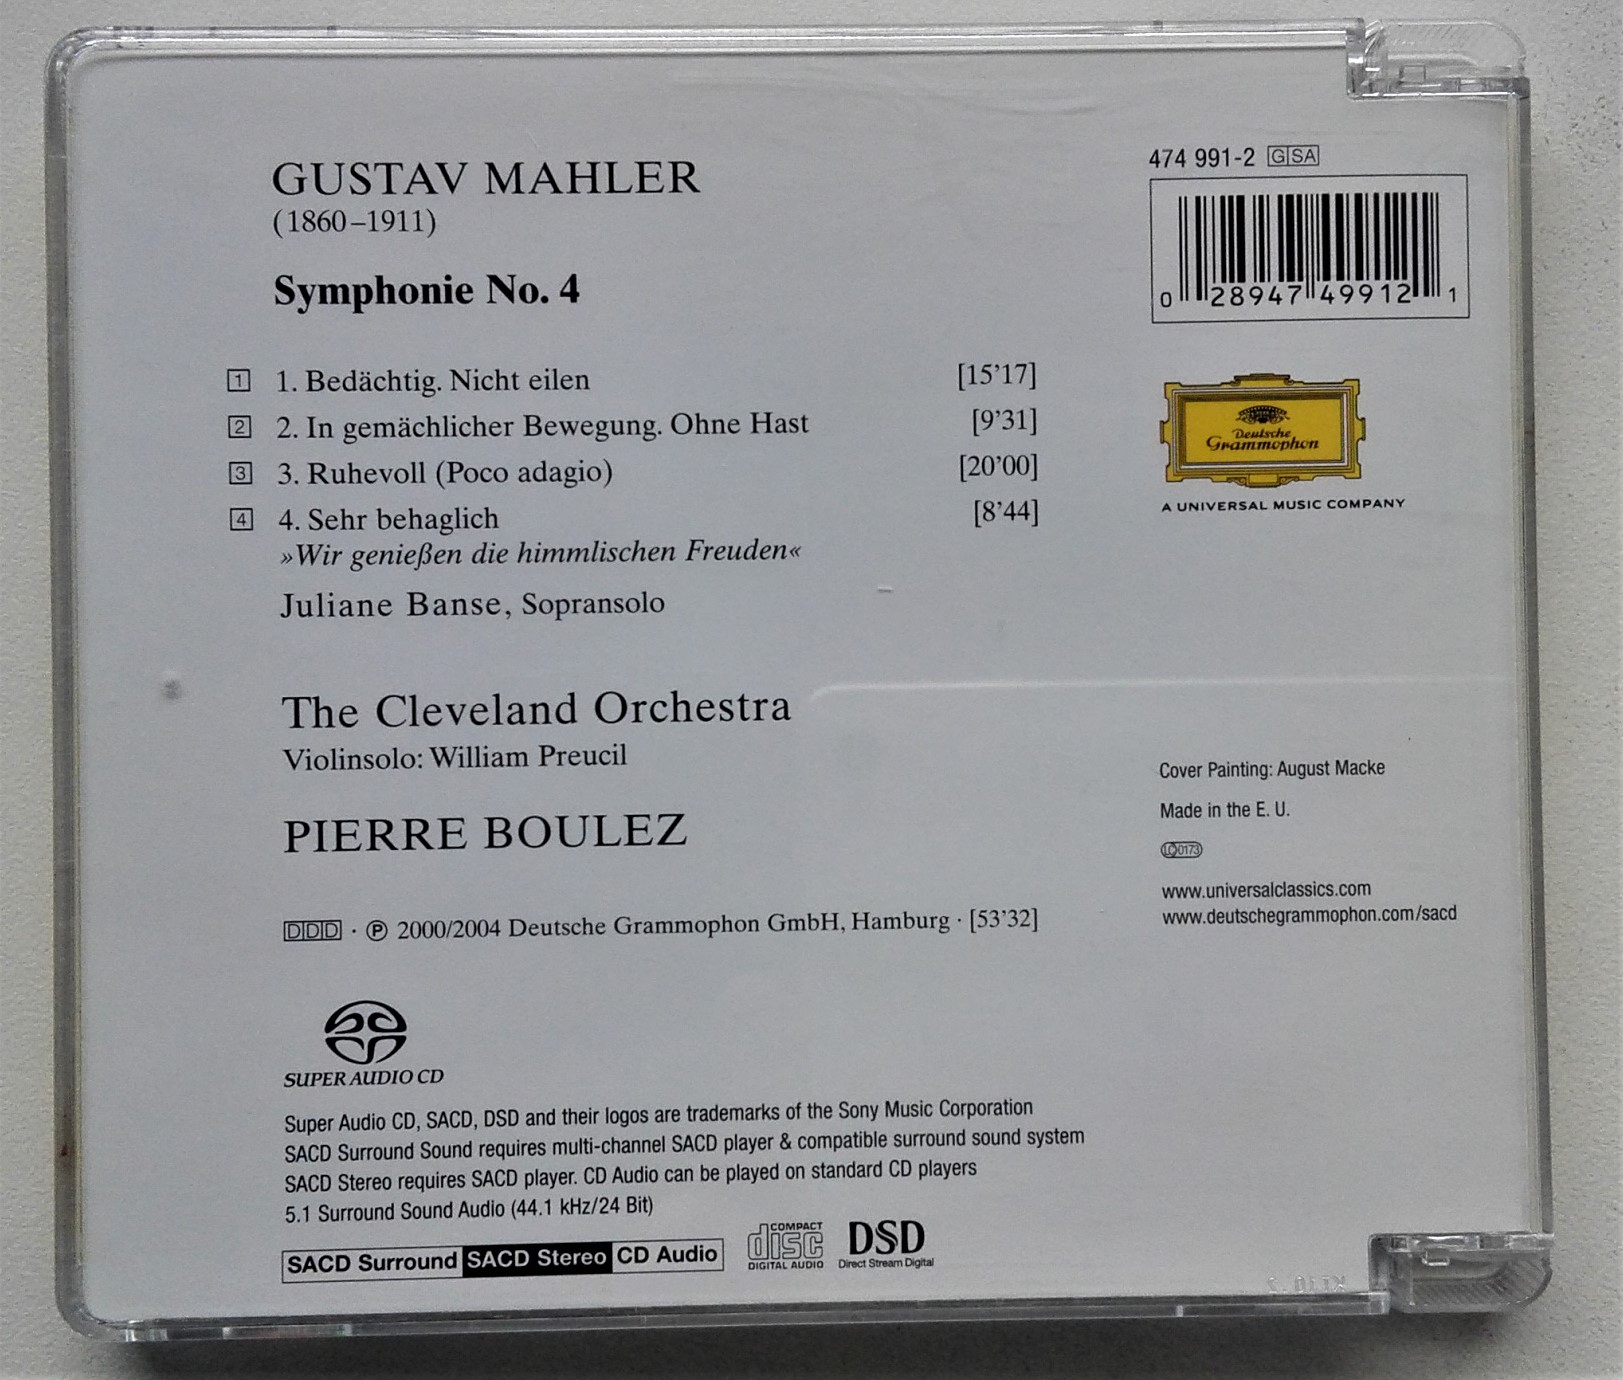 GUSTAV MAHLER
(1860–1911)
Symphonie No. 4
1 1. Bedächtig. Nicht eilen [15’17]
2 2. In gemächlicher Bewegung. Ohne Hast [9’31]
3 3. Ruhevoll (Poco adagio) [20’00]
4 4. Sehr behaglich [8’44]
»Wir genießen die himmlischen Freuden«
Juliane Banse, Sopransolo
The Cleveland Orchestra
Violinsolo: William Preucil
PIERRE BOULEZ
DDD · ℗ 2000/2004 Deutsche Grammophon GmbH, Hamburg · [53’32]
SUPER AUDIO CD
Super Audio CD, SACD, DSD and their logos are trademarks of the Sony Music Corporation
SACD Surround Sound requires multi-channel SACD player & compatible surround sound system
SACD Stereo requires SACD player. CD Audio can be played on standard CD players
5.1 Surround Sound Audio (44.1 kHz/24 Bit)
SACD Surround SACD Stereo CD Audio
COMPACT
disc
DIGITAL AUDIO
DSD
Direct Stream Digital
474 991-2 G SA
0 28947 49912 1
Deutsche
Grammophon
A UNIVERSAL MUSIC COMPANY
Cover Painting: August Macke
Made in the E. U.
LC 0173
www.universalclassics.com
www.deutschegrammophon.com/sacd